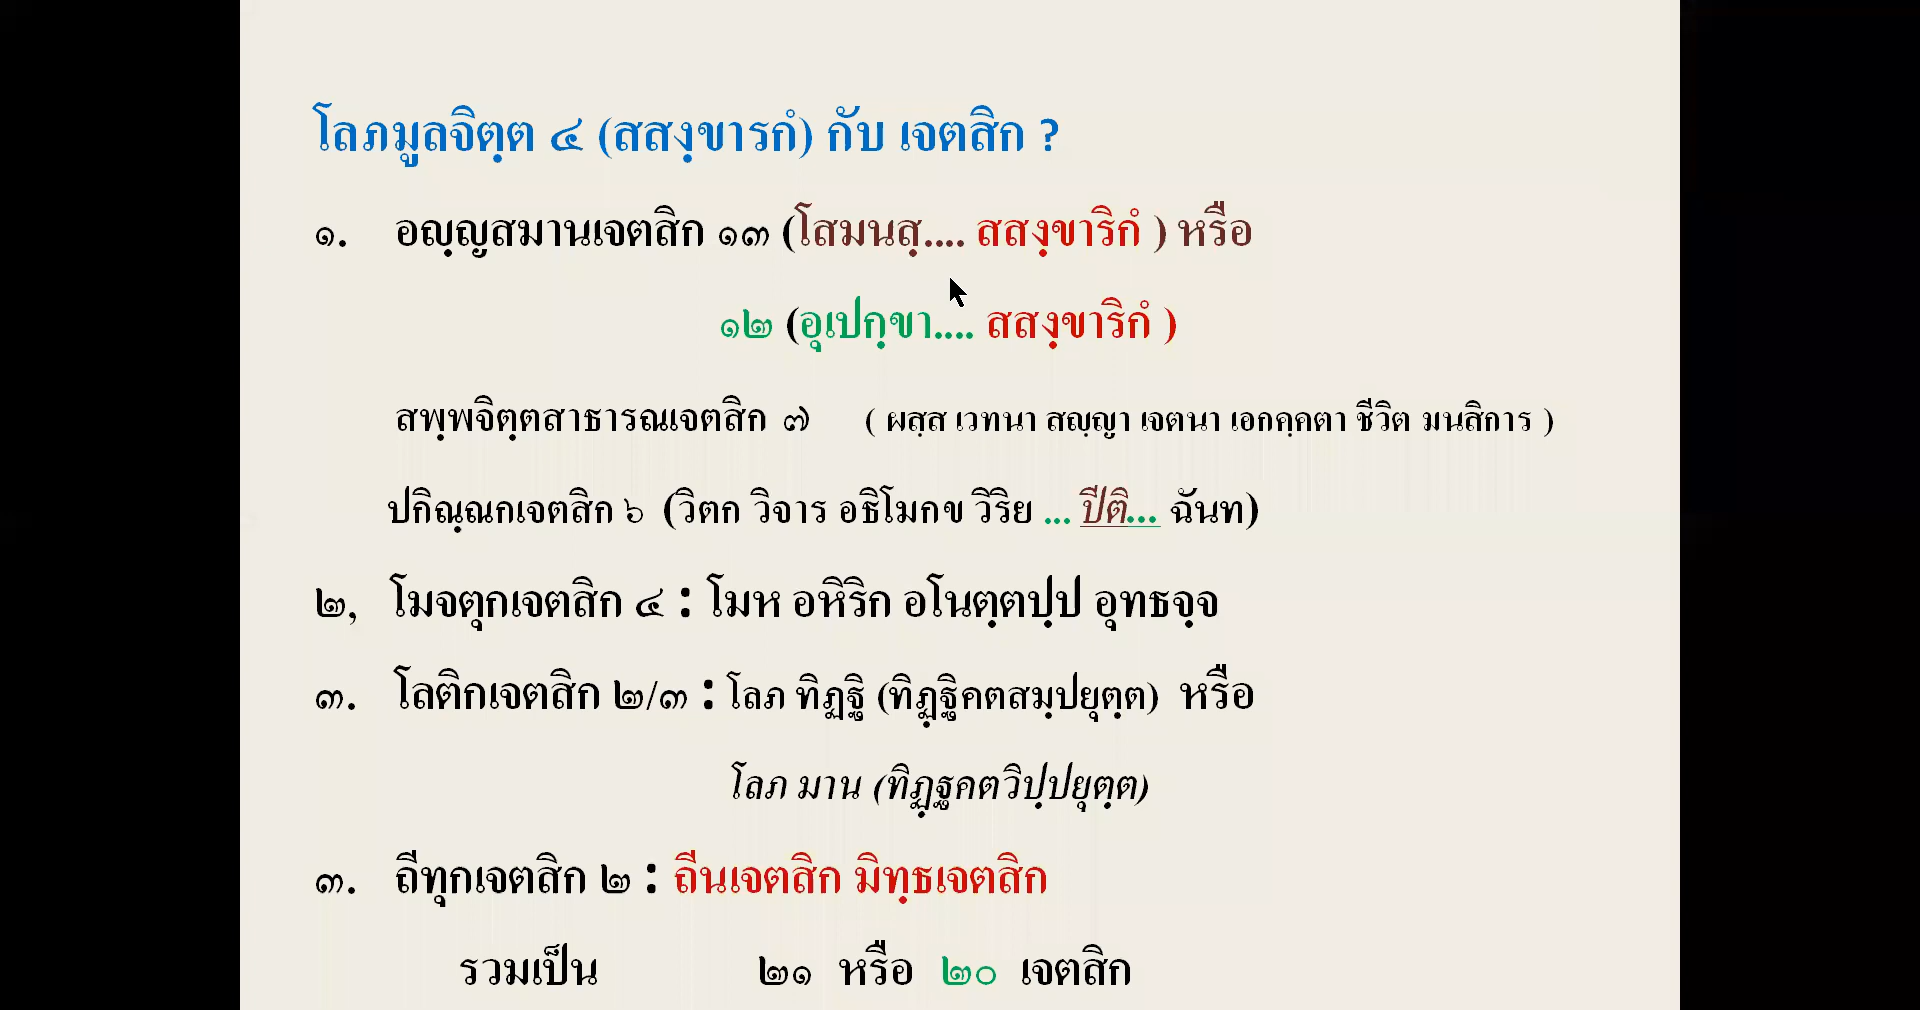 โลภมูลจิตฺต ๔ (สสงฺขารกํ) กับ เจตสิก ?
๑. อญฺญสมานเจตสิก ๑๓ (โสมนสฺ.... สสงฺขาริกํ ) หรือ
๑๒ (อุเปกฺขา.... สสงฺขาริกํ )
สพฺพจิตฺตสาธารณเจตสิก ๗ ( ผสฺส เวทนา สญฺญา เจตนา เอกคฺคตา ชีวิต มนสิการ )
ปกิณฺณกเจตสิก ๖ (วิตก วิจาร อธิโมกข วิริย ... ปีติ... ฉันท)
๒, โมจตุกเจตสิก ๔ : โมห อหิริก อโนตฺตปฺป อุทธจฺจ
๓. โลติกเจตสิก ๒/๓ : โลภ ทิฏฐิ (ทิฏฺฐิคตสมฺปยุตฺต) หรือ
โลภ มาน (ทิฏฺฐคตวิปฺปยุตฺต)
๓. ถีทุกเจตสิก ๒ : ถีนเจตสิก มิทฺธเจตสิก
รวมเป็น ๒๑ หรือ ๒๐ เจตสิก